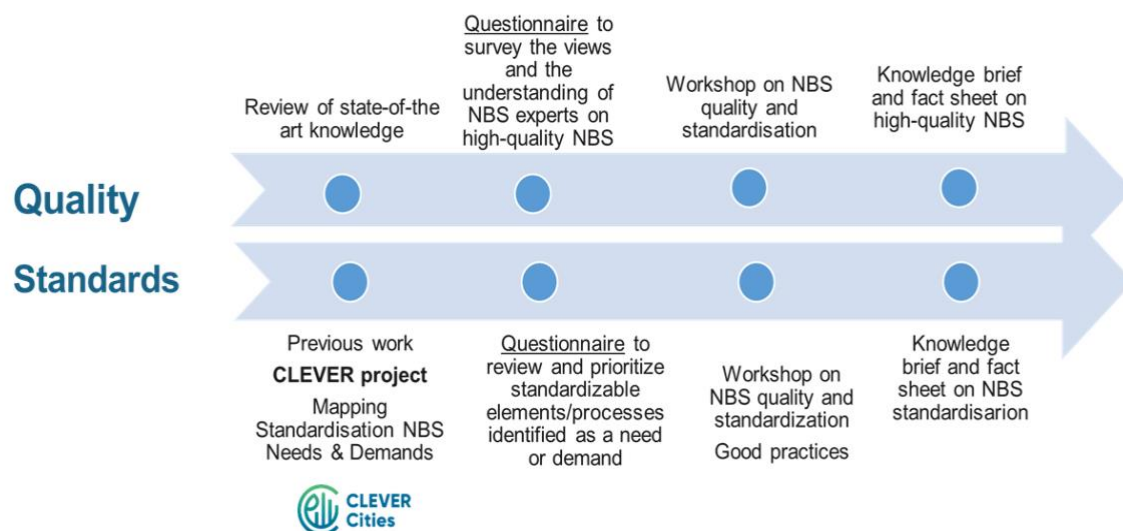 Review of state-of-the
art knowledge
Questionnaire to
survey the views
and the
understanding of
NBS experts on
high-quality NBS
Workshop on NBS
quality and
standardisation
Knowledge brief
and fact sheet on
high-quality NBS
Quality
Standards
Previous work
CLEVER project
Mapping
Standardisation NBS
Needs & Demands
CLEVER
Cities
Questionnaire to
review and prioritize
standardizable
elements/processes
identified as a need
or demand
Workshop on
NBS quality and
standardization
Good practices
Knowledge
brief and fact
sheet on NBS
standardisarion